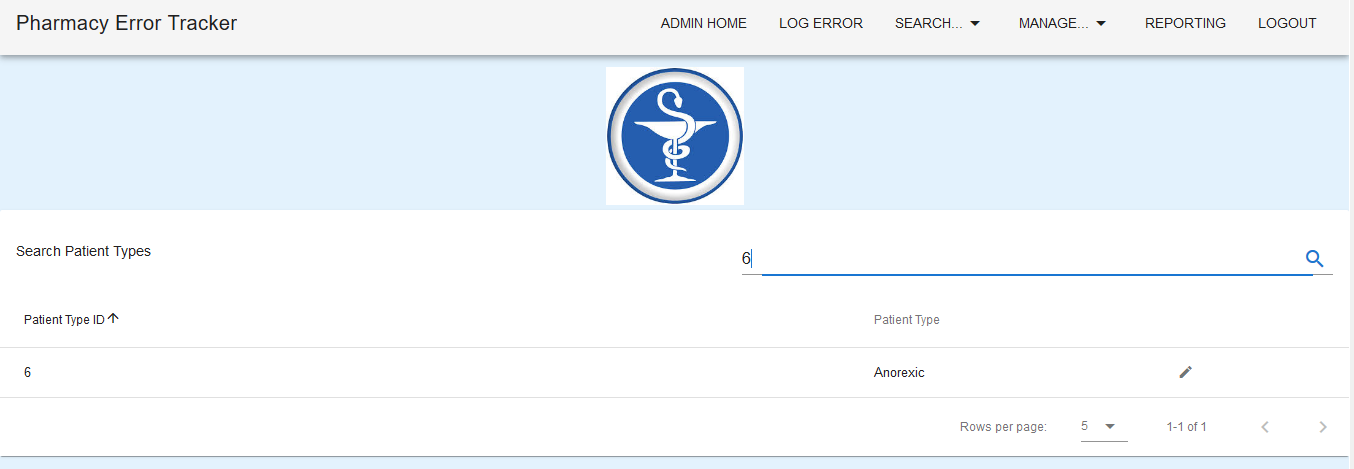 Pharmacy Error Tracker ADMIN HOME LOG ERROR SEARCH... MANAGE... REPORTING LOGOUT
Search Patient Types 6
Patient Type ID Patient Type
6 Anorexic
Rows per page: 5 1-1 of 1